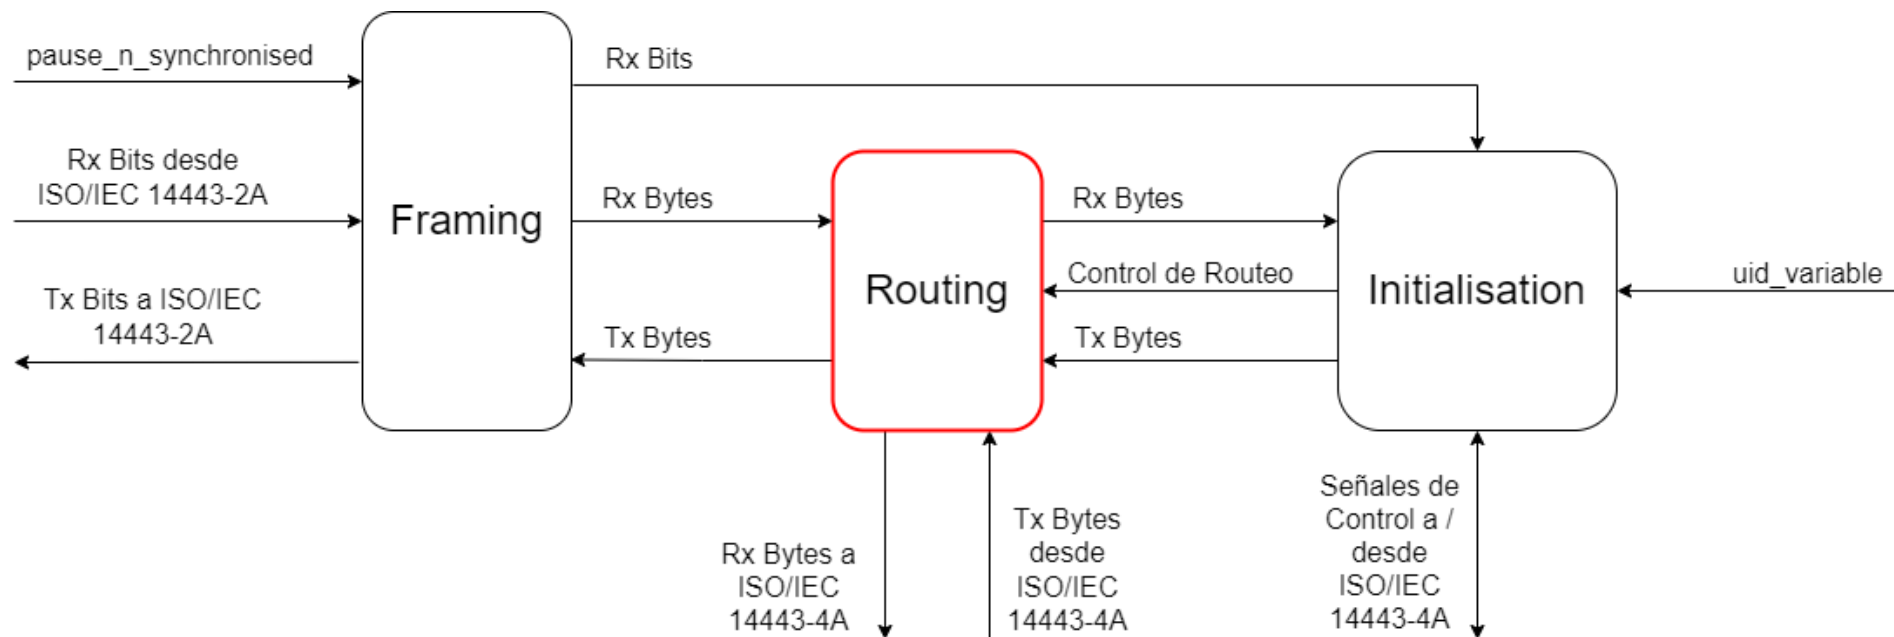 pause_n_synchronised
Rx Bits
Rx Bits desde
ISO/IEC 14443-2A
Rx Bytes
Rx Bytes
Framing
Control de Routeo
uid_variable
Routing
Initialisation
Tx Bits a ISO/IEC
14443-2A
Tx Bytes
Tx Bytes
Rx Bytes a
ISO/IEC
14443-4A
Tx Bytes
desde
ISO/IEC
14443-4A
Señales de
Control a /
desde
ISO/IEC
14443-4A